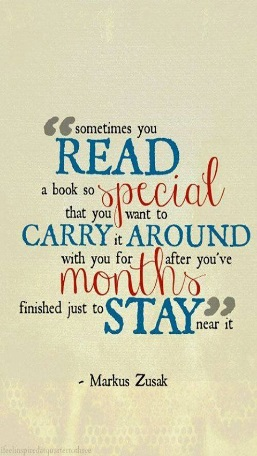 “sometimes you
READ
a book so special
that you want to
CARRY it AROUND
with you for months after you've
finished just to STAY near it”
- Markus Zusak